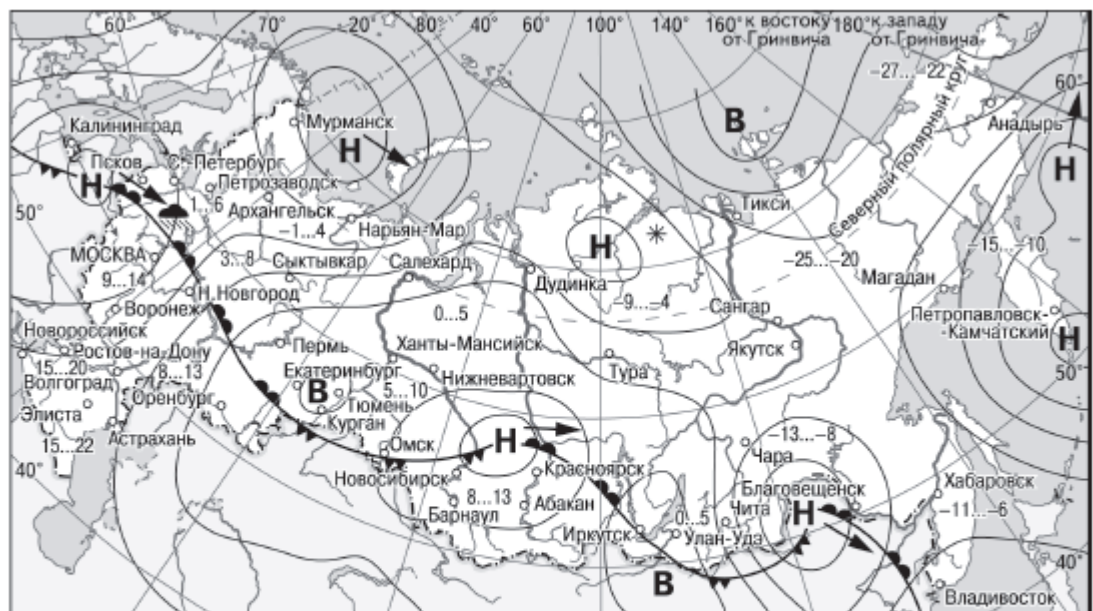 60°
70°
80°
40°
60°
100°
140°
к востоку
от Гринвича
180°
к западу
от Гринвича
–27...–22
60°
Мурманск
Калининград
Н
В
Северный полярный круг
Анадырь
Псков
С.-Петербург
Н
Н
Петрозаводск
1...6
Архангельск
–1...4
Нарьян-Мар
Тикси
50°
МОСКВА
3...8
Сыктывкар
Салехард
Н
Дудинка
–25...–20
–15...–10
9...14
Магадан
Н.Новгород
–9...–4
Сангар
Воронеж
0...5
Петропавловск-
Камчатский
Новороссийск
Пермь
Ханты-Мансийск
Якутск
Н
Ростов-на-Дону
Тура
15...20
8...13
Екатеринбург
Нижневартовск
50°
Волгоград
В
5...10
Оренбург
Тюмень
Элиста
Курган
Астрахань
Омск
Н
–13...–8
15...22
Чара
Красноярск
40°
Новосибирск
Хабаровск
Благовещенск
8...13
Абакан
–11...–6
Барнаул
0...5
Чита
Н
Иркутск
Улан-Удэ
40°
В
Владивосток